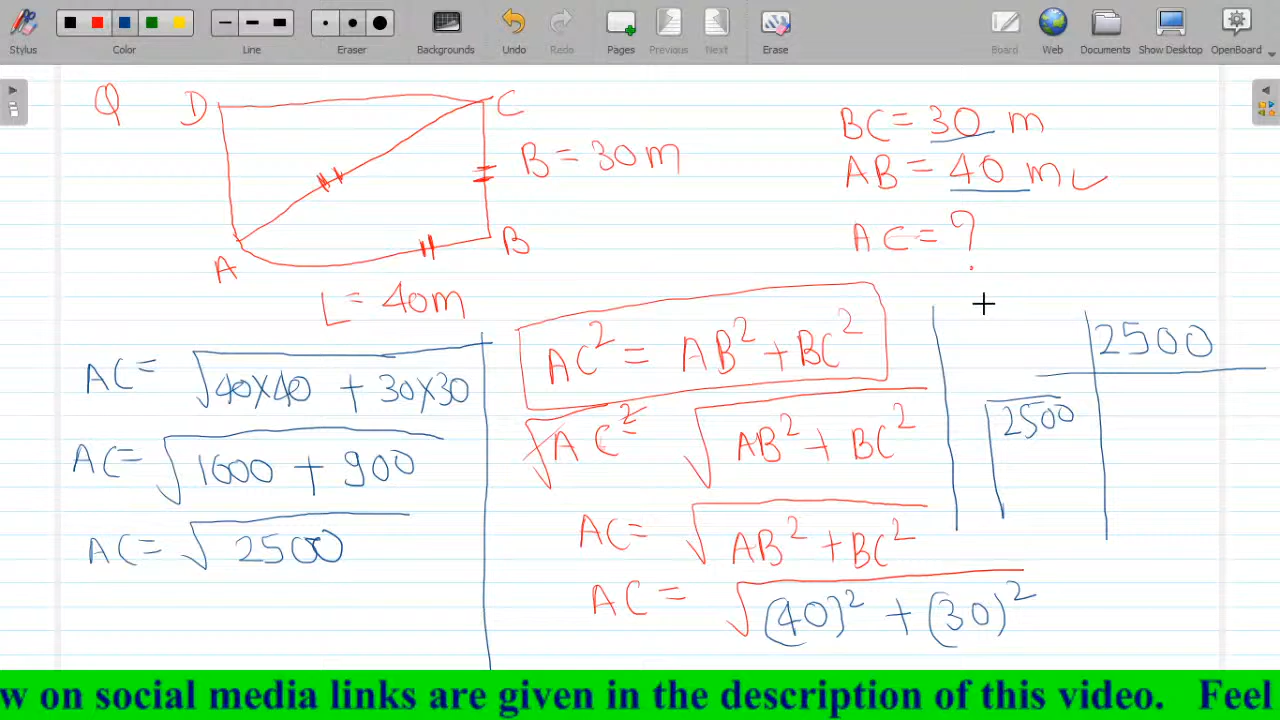 Stylus Color Line Eraser Backgrounds Undo Redo Pages Previous Next Erase Board Web Documents Show Desktop OpenBoard
Q
D
C
B = 30m
A
B
L = 40m
BC = 30 m
AB = 40 m
AC = ?
AC² = AB² + BC²
√AC² √AB² + BC²
AC = √AB² + BC²
AC = √(40)² + (30)²
AC = √40×40 + 30×30
AC = √1600 + 900
AC = √2500
2500
2500
w on social media links are given in the description of this video. Feel